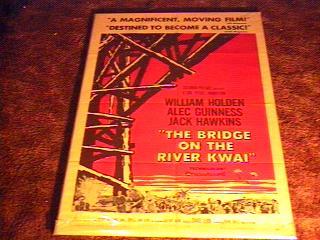 "A MAGNIFICENT, MOVING FILM!"
"DESTINED TO BECOME A CLASSIC!"
WILLIAM HOLDEN
ALEC GUINNESS
JACK HAWKINS
"THE BRIDGE
ON THE
RIVER KWAI"
TECHNICOLOR